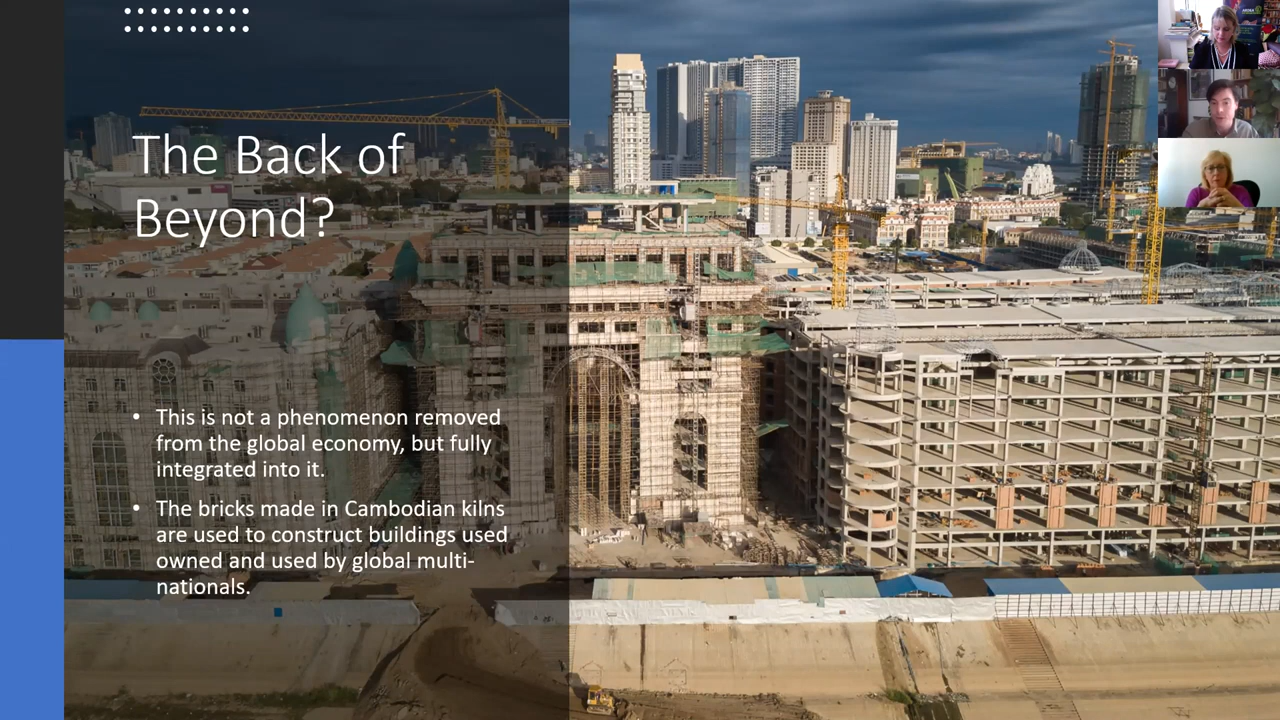 The Back of
Beyond?
• This is not a phenomenon removed
from the global economy, but fully
integrated into it.
• The bricks made in Cambodian kilns
are used to construct buildings used
owned and used by global multi-
nationals.